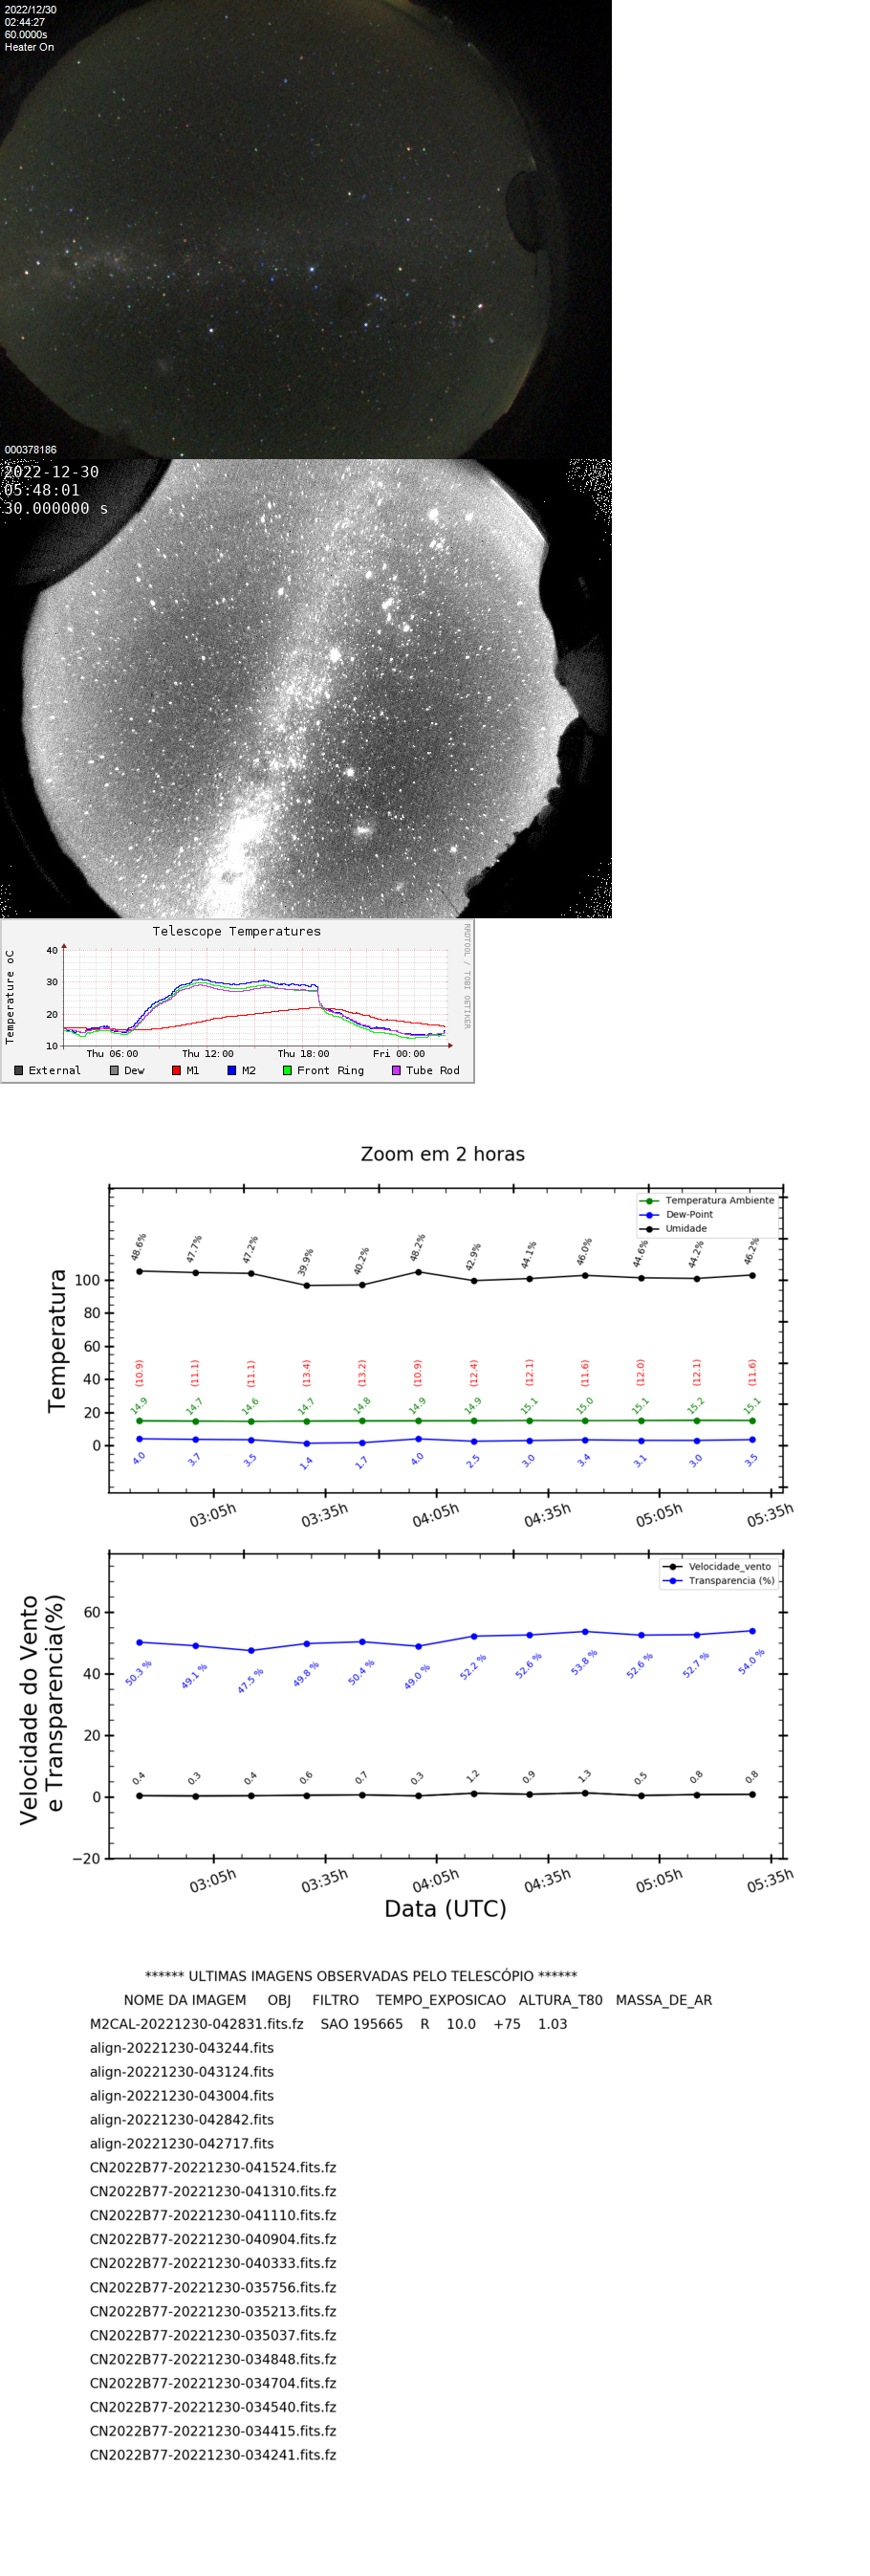 2022/12/30
02:44:27
60.0000s
Heater On
000378186
2022-12-30
05:48:01
30.000000 s
Telescope Temperatures
RRDTOOL / TOBI OETIKER
Temperature oC
40
30
20
10
Thu 06:00 Thu 12:00 Thu 18:00 Fri 00:00
External Dew M1 M2 Front Ring Tube Rod
Zoom em 2 horas
Temperatura Ambiente
Dew-Point
Umidade
Temperatura
100
80
60
40
20
0
48.6% 47.7% 47.2% 39.9% 40.2% 48.2% 42.9% 44.1% 46.0% 44.6% 44.2% 46.2%
(10.9) (11.1) (11.1) (13.4) (13.2) (10.9) (12.4) (12.1) (11.6) (12.0) (12.1) (11.6)
14.9 14.7 14.6 14.7 14.8 14.9 14.9 15.1 15.0 15.1 15.2 15.1
4.0 3.7 3.5 1.4 1.7 4.0 2.5 3.0 3.4 3.1 3.0 3.5
03:05h 03:35h 04:05h 04:35h 05:05h 05:35h
Velocidade_vento
Transparencia (%)
Velocidade do Vento
e Transparencia(%)
60
40
20
0
−20
50.3 % 49.1 % 47.5 % 49.8 % 50.4 % 49.0 % 52.2 % 52.6 % 53.8 % 52.6 % 52.7 % 54.0 %
0.4 0.3 0.4 0.6 0.7 0.3 1.2 0.9 1.3 0.5 0.8 0.8
03:05h 03:35h 04:05h 04:35h 05:05h 05:35h
Data (UTC)
****** ULTIMAS IMAGENS OBSERVADAS PELO TELESCÓPIO ******
NOME DA IMAGEM OBJ FILTRO TEMPO_EXPOSICAO ALTURA_T80 MASSA_DE_AR
M2CAL-20221230-042831.fits.fz SAO 195665 R 10.0 +75 1.03
align-20221230-043244.fits
align-20221230-043124.fits
align-20221230-043004.fits
align-20221230-042842.fits
align-20221230-042717.fits
CN2022B77-20221230-041524.fits.fz
CN2022B77-20221230-041310.fits.fz
CN2022B77-20221230-041110.fits.fz
CN2022B77-20221230-040904.fits.fz
CN2022B77-20221230-040333.fits.fz
CN2022B77-20221230-035756.fits.fz
CN2022B77-20221230-035213.fits.fz
CN2022B77-20221230-035037.fits.fz
CN2022B77-20221230-034848.fits.fz
CN2022B77-20221230-034704.fits.fz
CN2022B77-20221230-034540.fits.fz
CN2022B77-20221230-034415.fits.fz
CN2022B77-20221230-034241.fits.fz